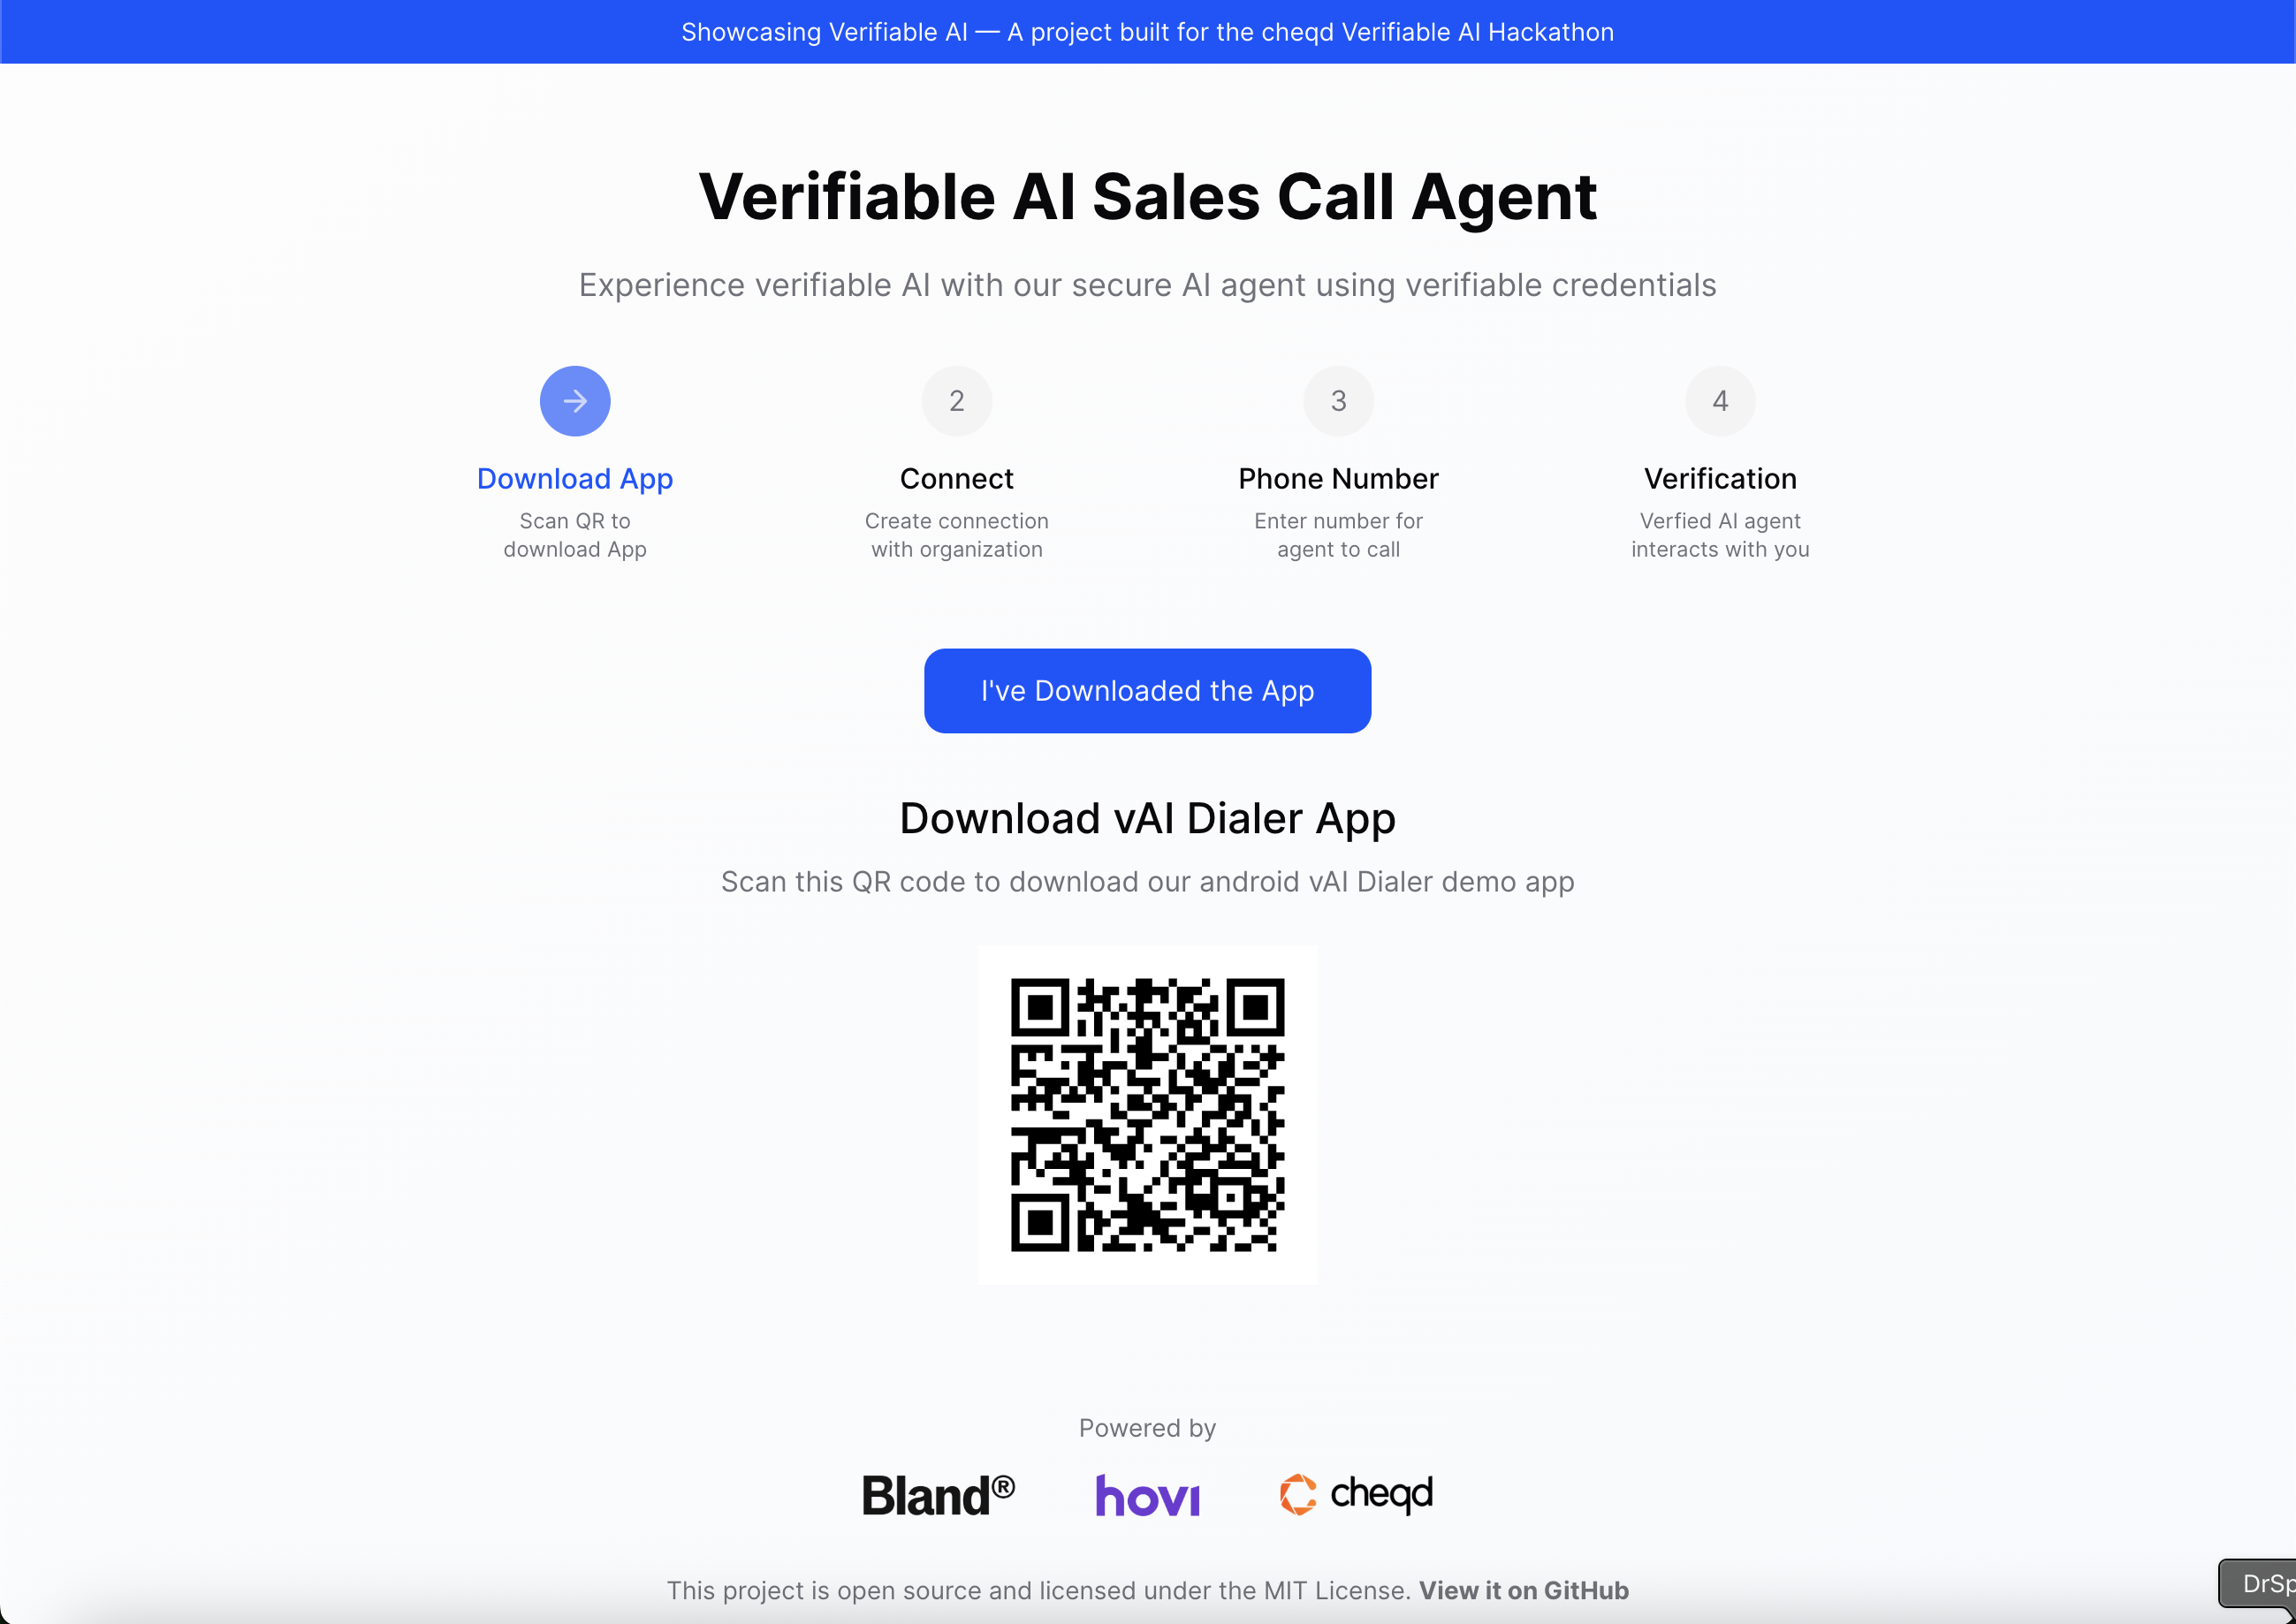 Showcasing Verifiable AI — A project built for the cheqd Verifiable AI Hackathon
Verifiable AI Sales Call Agent
Experience verifiable AI with our secure AI agent using verifiable credentials
2
3
4
Download App
Connect
Phone Number
Verification
Scan QR to
download App
Create connection
with organization
Enter number for
agent to call
Verfied AI agent
interacts with you
I've Downloaded the App
Download vAI Dialer App
Scan this QR code to download our android vAI Dialer demo app
Powered by
Bland®
hovi
cheqd
This project is open source and licensed under the MIT License. View it on GitHub